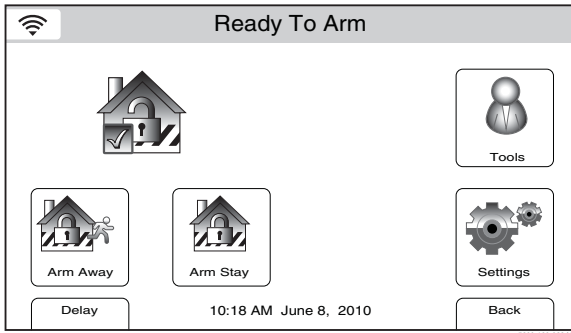 Ready To Arm
Tools
Arm Away
Arm Stay
Settings
Delay
10:18 AM June 8, 2010
Back